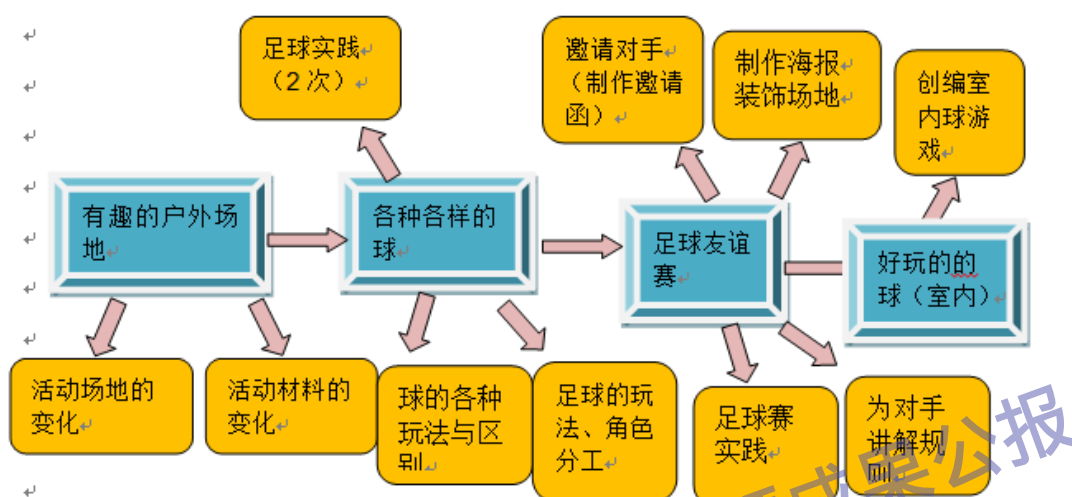 足球实践
（2次）
邀请对手
（制作邀请
函）
制作海报
装饰场地
创编室
内球游
戏
有趣的户外场
地
各种各样的
球
足球友谊
赛
好玩的的
球（室内）
活动场地的
变化
活动材料的
变化
球的各种
玩法与区
别
足球的玩
法、角色
分工
足球赛
实践
为对手
讲解规
则
成果公报